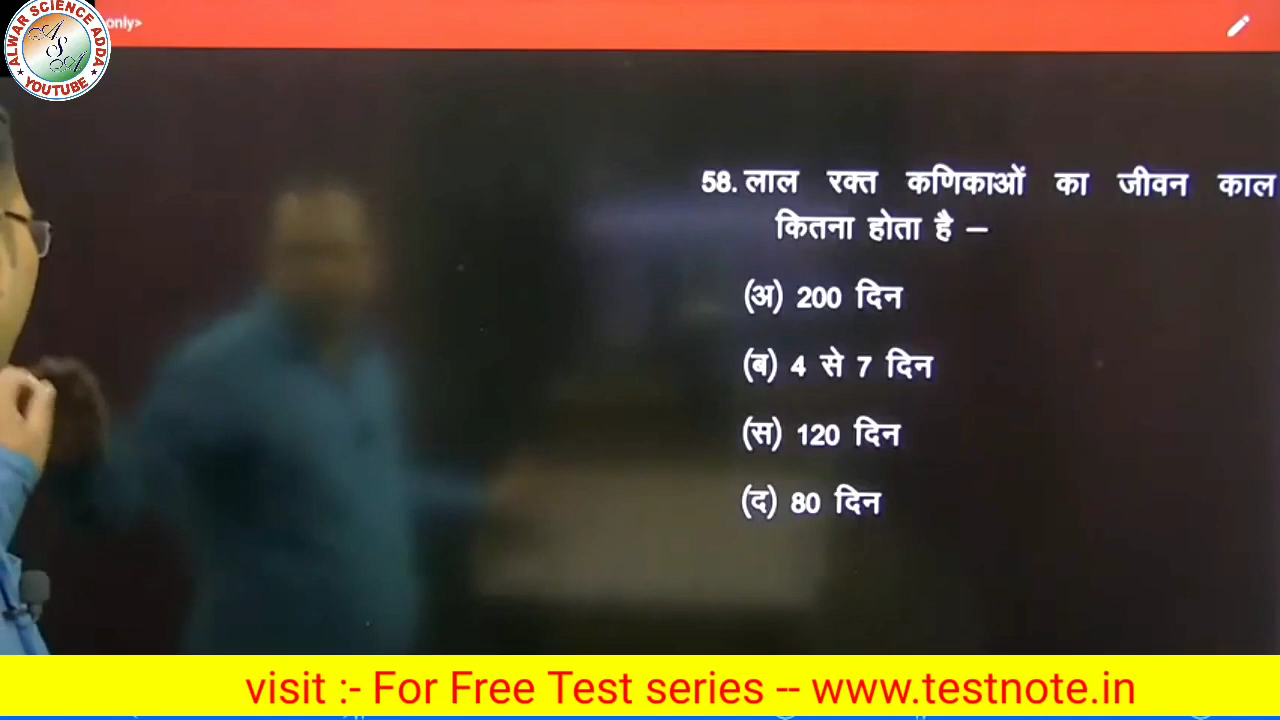 ALWAR SCIENCE ADDA
ASA
YOUTUBE
only>
58. लाल रक्त कणिकाओं का जीवन काल
कितना होता है –
(अ) 200 दिन
(ब) 4 से 7 दिन
(स) 120 दिन
(द) 80 दिन
visit :- For Free Test series -- www.testnote.in